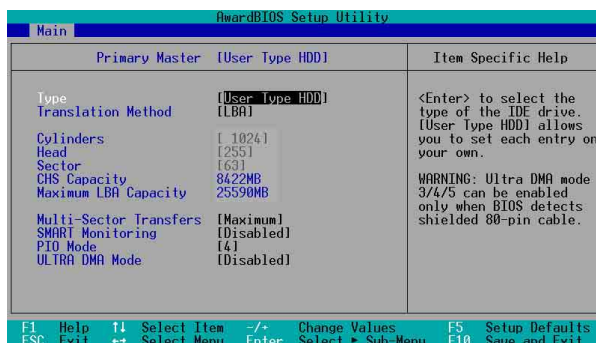 AwardBIOS Setup Utility
Main
Primary Master [User Type HDD]
Item Specific Help
Type [User Type HDD]
Translation Method [LBA]
Cylinders [ 1024]
Head [255]
Sector [63]
CHS Capacity 8422MB
Maximum LBA Capacity 25590MB
Multi-Sector Transfers [Maximum]
SMART Monitoring [Disabled]
PIO Mode [4]
ULTRA DMA Mode [Disabled]
<Enter> to select the
type of the IDE drive.
[User Type HDD] allows
you to set each entry on
your own.
WARNING: Ultra DMA mode
3/4/5 can be enabled
only when BIOS detects
shielded 80-pin cable.
F1 Help ↑↓ Select Item -/+ Change Values F5 Setup Defaults
ESC Exit ↔ Select Menu Enter Select ► Sub-Menu F10 Save and Exit